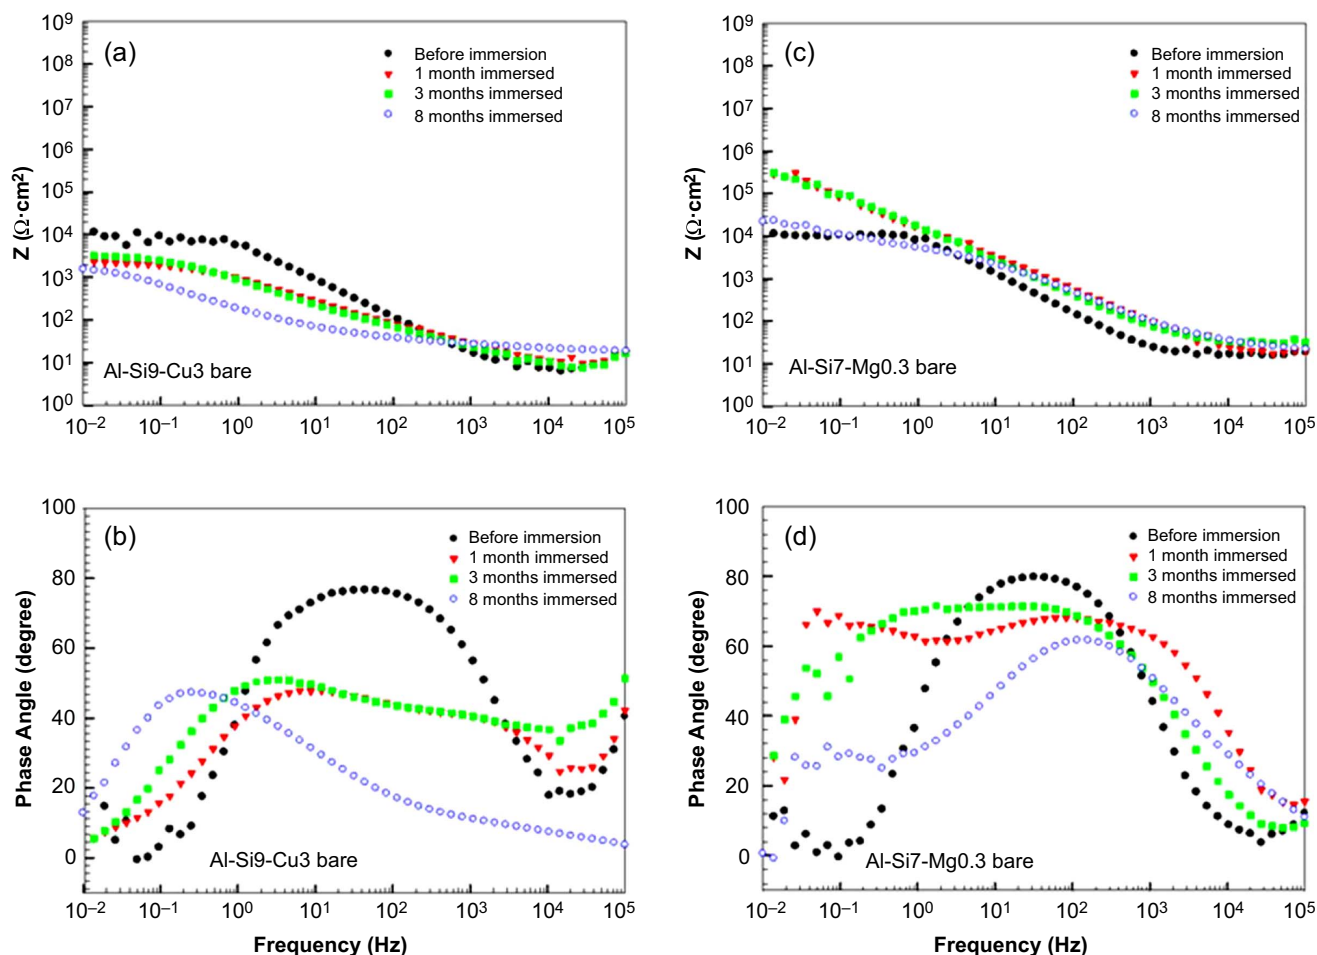 (a)
Before immersion
1 month immersed
3 months immersed
8 months immersed
10⁹
10⁸
10⁷
10⁶
10⁵
10⁴
10³
10²
10¹
10⁰
Z (Ω·cm²)
Al-Si9-Cu3 bare
10⁻² 10⁻¹ 10⁰ 10¹ 10² 10³ 10⁴ 10⁵
(c)
Before immersion
1 month immersed
3 months immersed
8 months immersed
10⁹
10⁸
10⁷
10⁶
10⁵
10⁴
10³
10²
10¹
10⁰
Z (Ω·cm²)
Al-Si7-Mg0.3 bare
10⁻² 10⁻¹ 10⁰ 10¹ 10² 10³ 10⁴ 10⁵
(b)
Before immersion
1 month immersed
3 months immersed
8 months immersed
100
80
60
40
20
0
Phase Angle (degree)
Al-Si9-Cu3 bare
10⁻² 10⁻¹ 10⁰ 10¹ 10² 10³ 10⁴ 10⁵
Frequency (Hz)
(d)
Before immersion
1 month immersed
3 months immersed
8 months immersed
100
80
60
40
20
0
Phase Angle (degree)
Al-Si7-Mg0.3 bare
10⁻² 10⁻¹ 10⁰ 10¹ 10² 10³ 10⁴ 10⁵
Frequency (Hz)